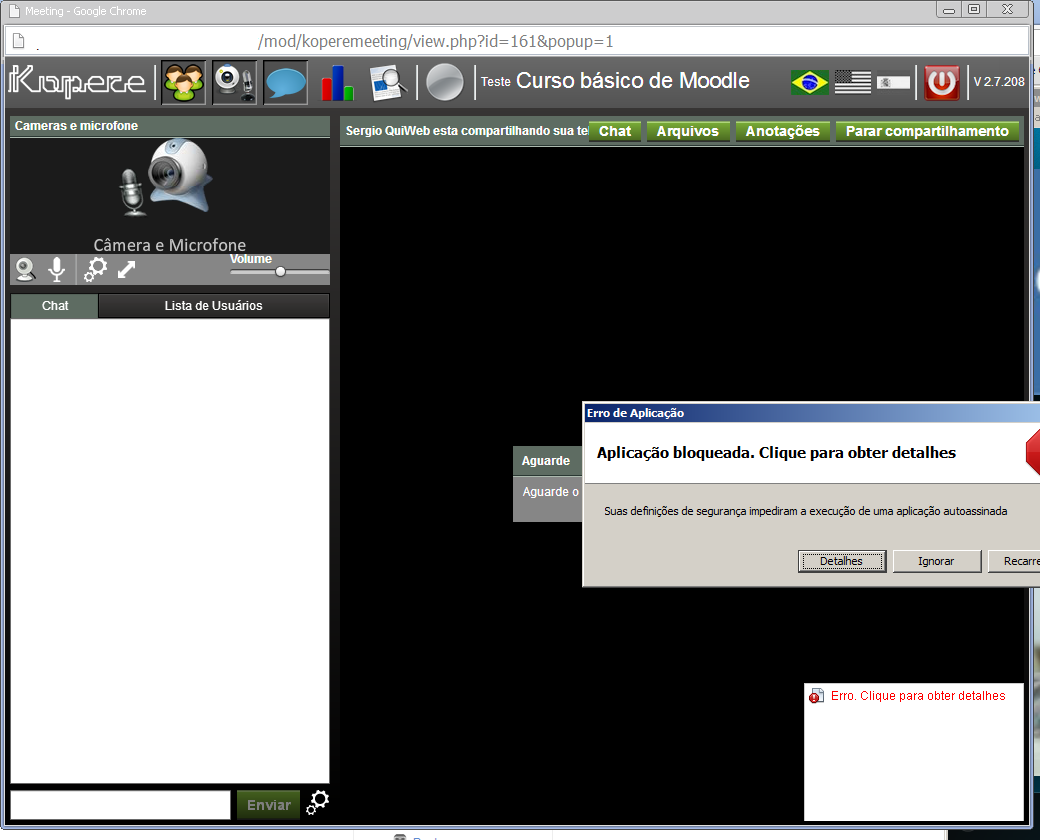 Meeting - Google Chrome
/mod/koperemeeting/view.php?id=161&popup=1
Kopere
Teste Curso básico de Moodle
V 2.7.208
Cameras e microfone
Sergio QuiWeb esta compartilhando sua te
Chat
Arquivos
Anotações
Parar compartilhamento
Câmera e Microfone
Volume
Chat
Lista de Usuários
Erro de Aplicação
Aplicação bloqueada. Clique para obter detalhes
Aguarde
Aguarde o
Suas definições de segurança impediram a execução de uma aplicação autoassinada
Detalhes
Ignorar
Recarre
Erro. Clique para obter detalhes
Enviar